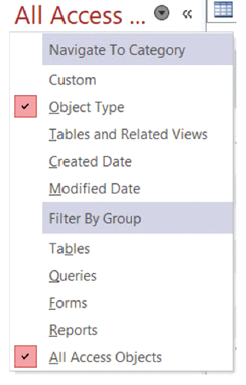 All Access ...
Navigate To Category
Custom
Object Type
Tables and Related Views
Created Date
Modified Date
Filter By Group
Tables
Queries
Forms
Reports
All Access Objects